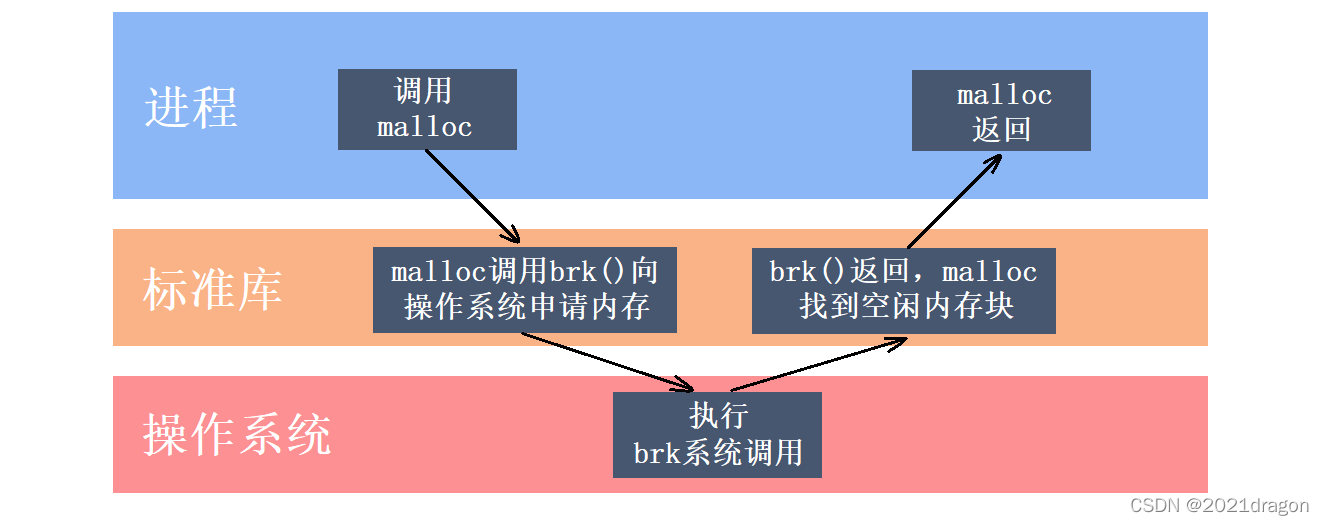 进程
调用
malloc
malloc
返回
标准库
malloc调用brk()向
操作系统申请内存
brk()返回，malloc
找到空闲内存块
操作系统
执行
brk系统调用
CSDN @2021dragon